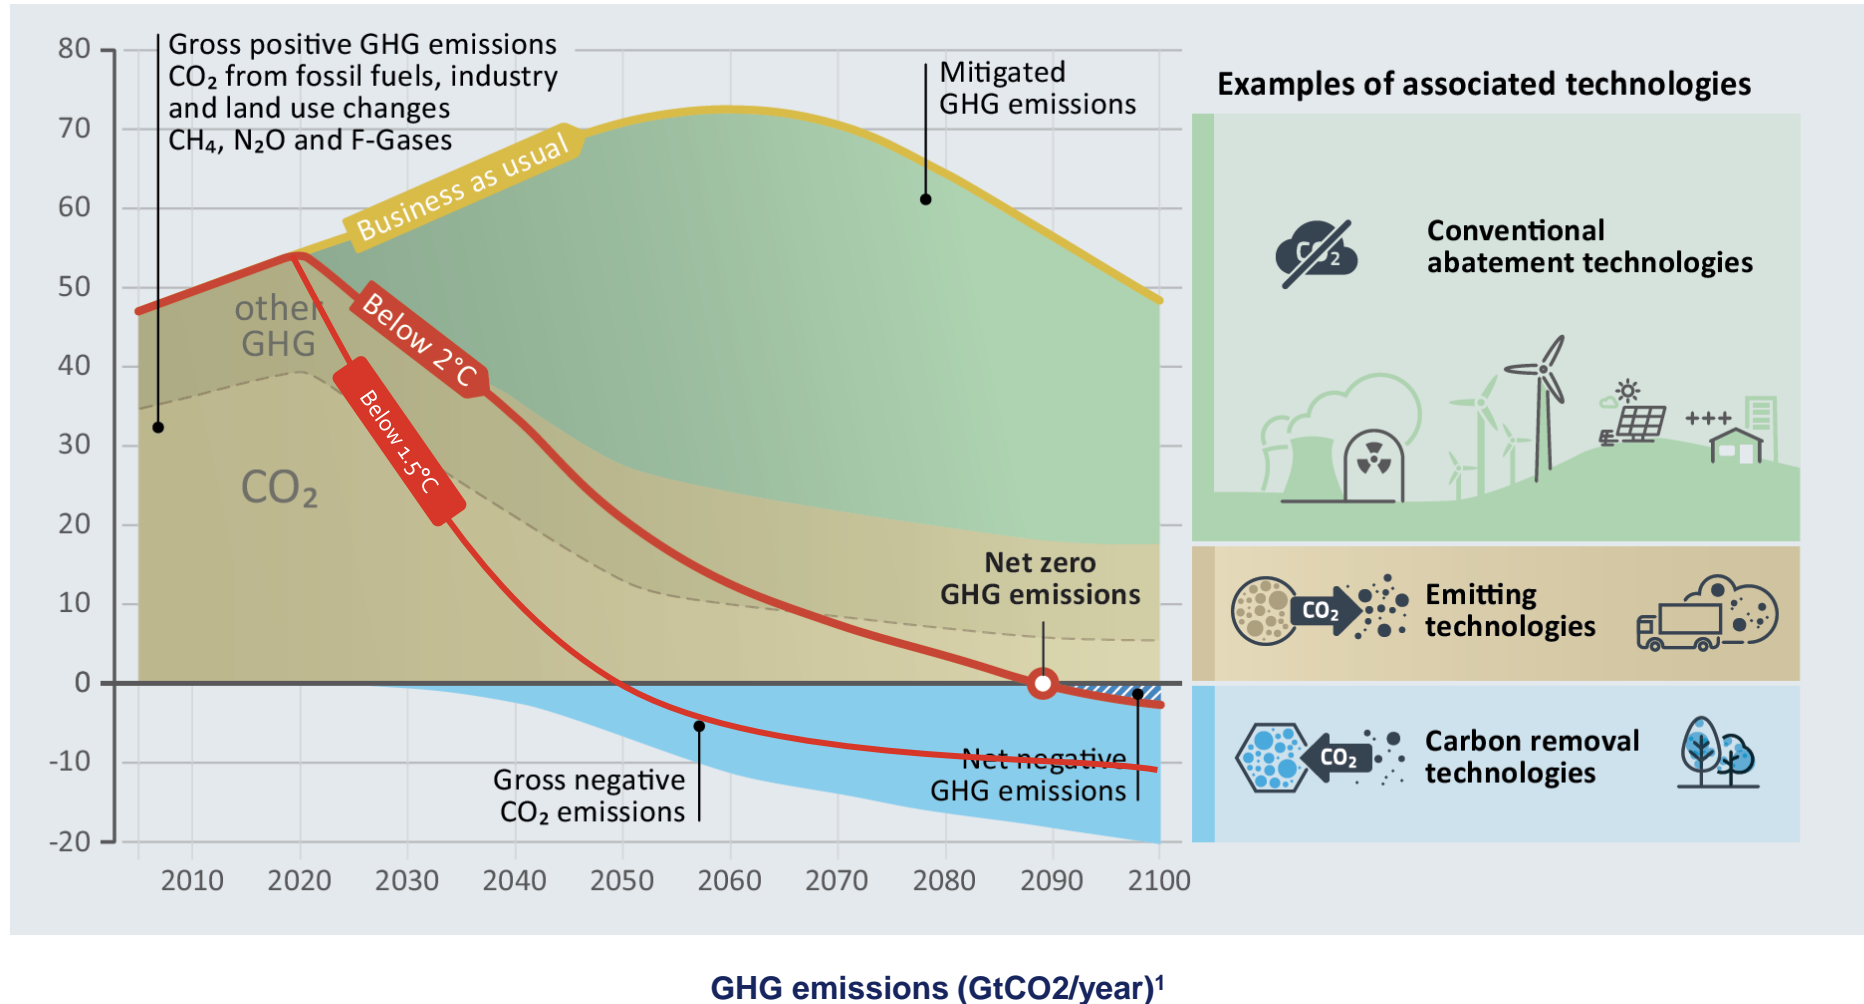 80
70
60
50
40
30
20
10
0
-10
-20
Gross positive GHG emissions
CO₂ from fossil fuels, industry
and land use changes
CH₄, N₂O and F-Gases
Business as usual
Mitigated
GHG emissions
other
GHG
CO₂
Below 2°C
Below 1.5°C
Net zero
GHG emissions
Gross negative
CO₂ emissions
Net negative
GHG emissions
2010 2020 2030 2040 2050 2060 2070 2080 2090 2100
Examples of associated technologies
CO₂
Conventional
abatement technologies
+++
CO₂
Emitting
technologies
CO₂
Carbon removal
technologies
GHG emissions (GtCO2/year)¹